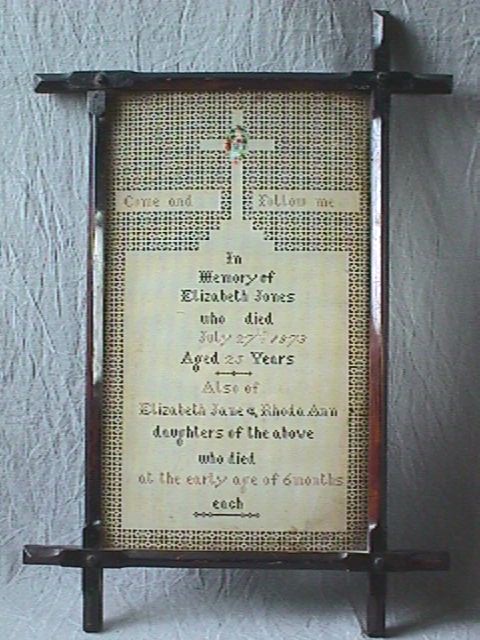 Come and Follow me
In
Memory of
Elizabeth Jones
who died
July 27th 1873
Aged 25 Years
Also of
Elizabeth Jane & Rhoda Ann
daughters of the above
who died
at the early age of 6 months
each